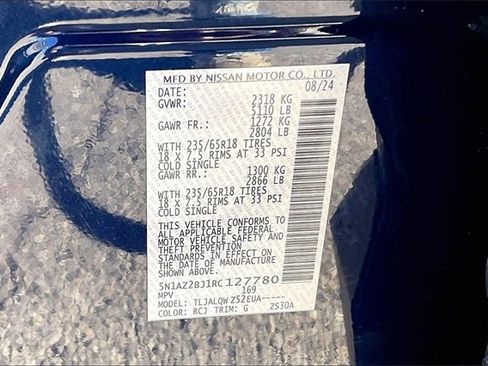 MFD BY NISSAN MOTOR CO., LTD.
DATE: 08/24
GVWR: 2318 KG
5110 LB
GAWR FR.: 1272 KG
2804 LB
WITH 235/65R18 TIRES
18 X 7.5 RIMS AT 33 PSI
COLD SINGLE
GAWR RR.: 1300 KG
2866 LB
WITH 235/65R18 TIRES
18 X 7.5 RIMS AT 33 PSI
COLD SINGLE
THIS VEHICLE CONFORMS TO
ALL APPLICABLE FEDERAL
MOTOR VEHICLE SAFETY AND
THEFT PREVENTION
STANDARDS IN EFFECT ON
THE DATE OF MANUFACTURE
SHOWN ABOVE.
5N1AZ2BJ1RC127780
MPV 169
MODEL: TLJALQW Z52EUA-----
COLOR: RCJ TRIM: G ZS30A